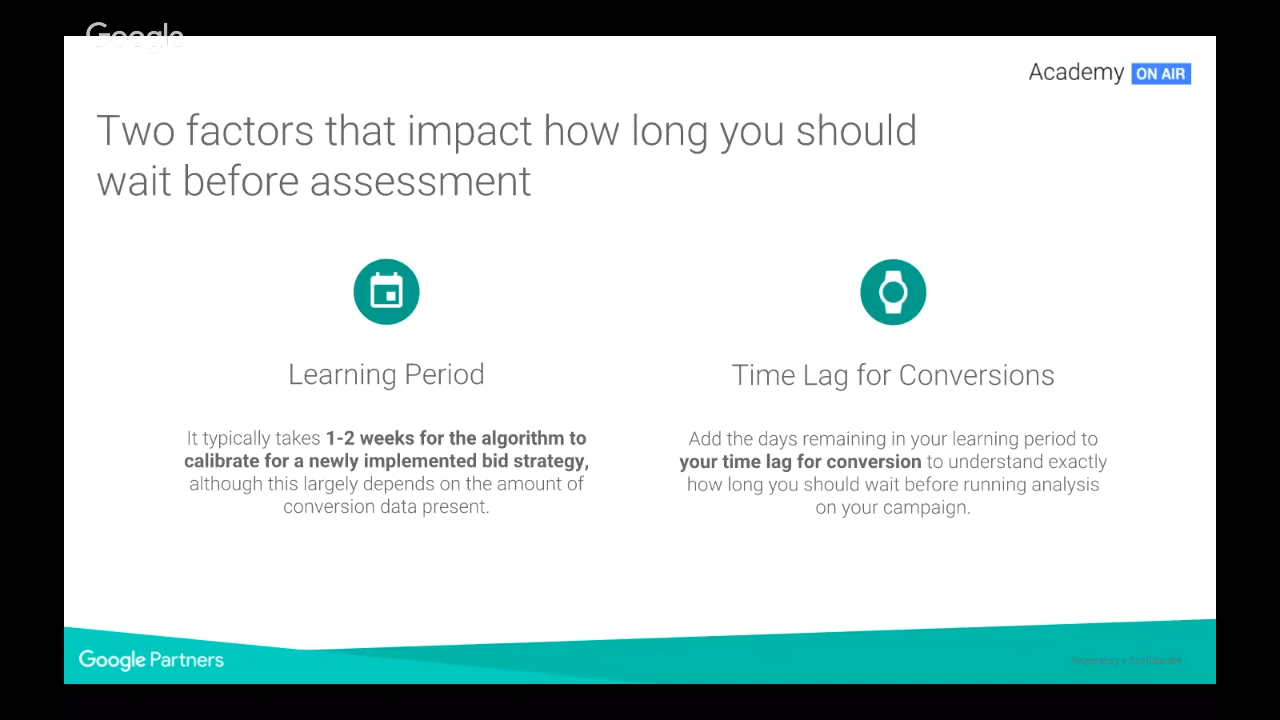 Google
Academy ON AIR
Two factors that impact how long you should
wait before assessment
Learning Period
It typically takes 1-2 weeks for the algorithm to
calibrate for a newly implemented bid strategy,
although this largely depends on the amount of
conversion data present.
Time Lag for Conversions
Add the days remaining in your learning period to
your time lag for conversion to understand exactly
how long you should wait before running analysis
on your campaign.
Google Partners
Proprietary + Confidential